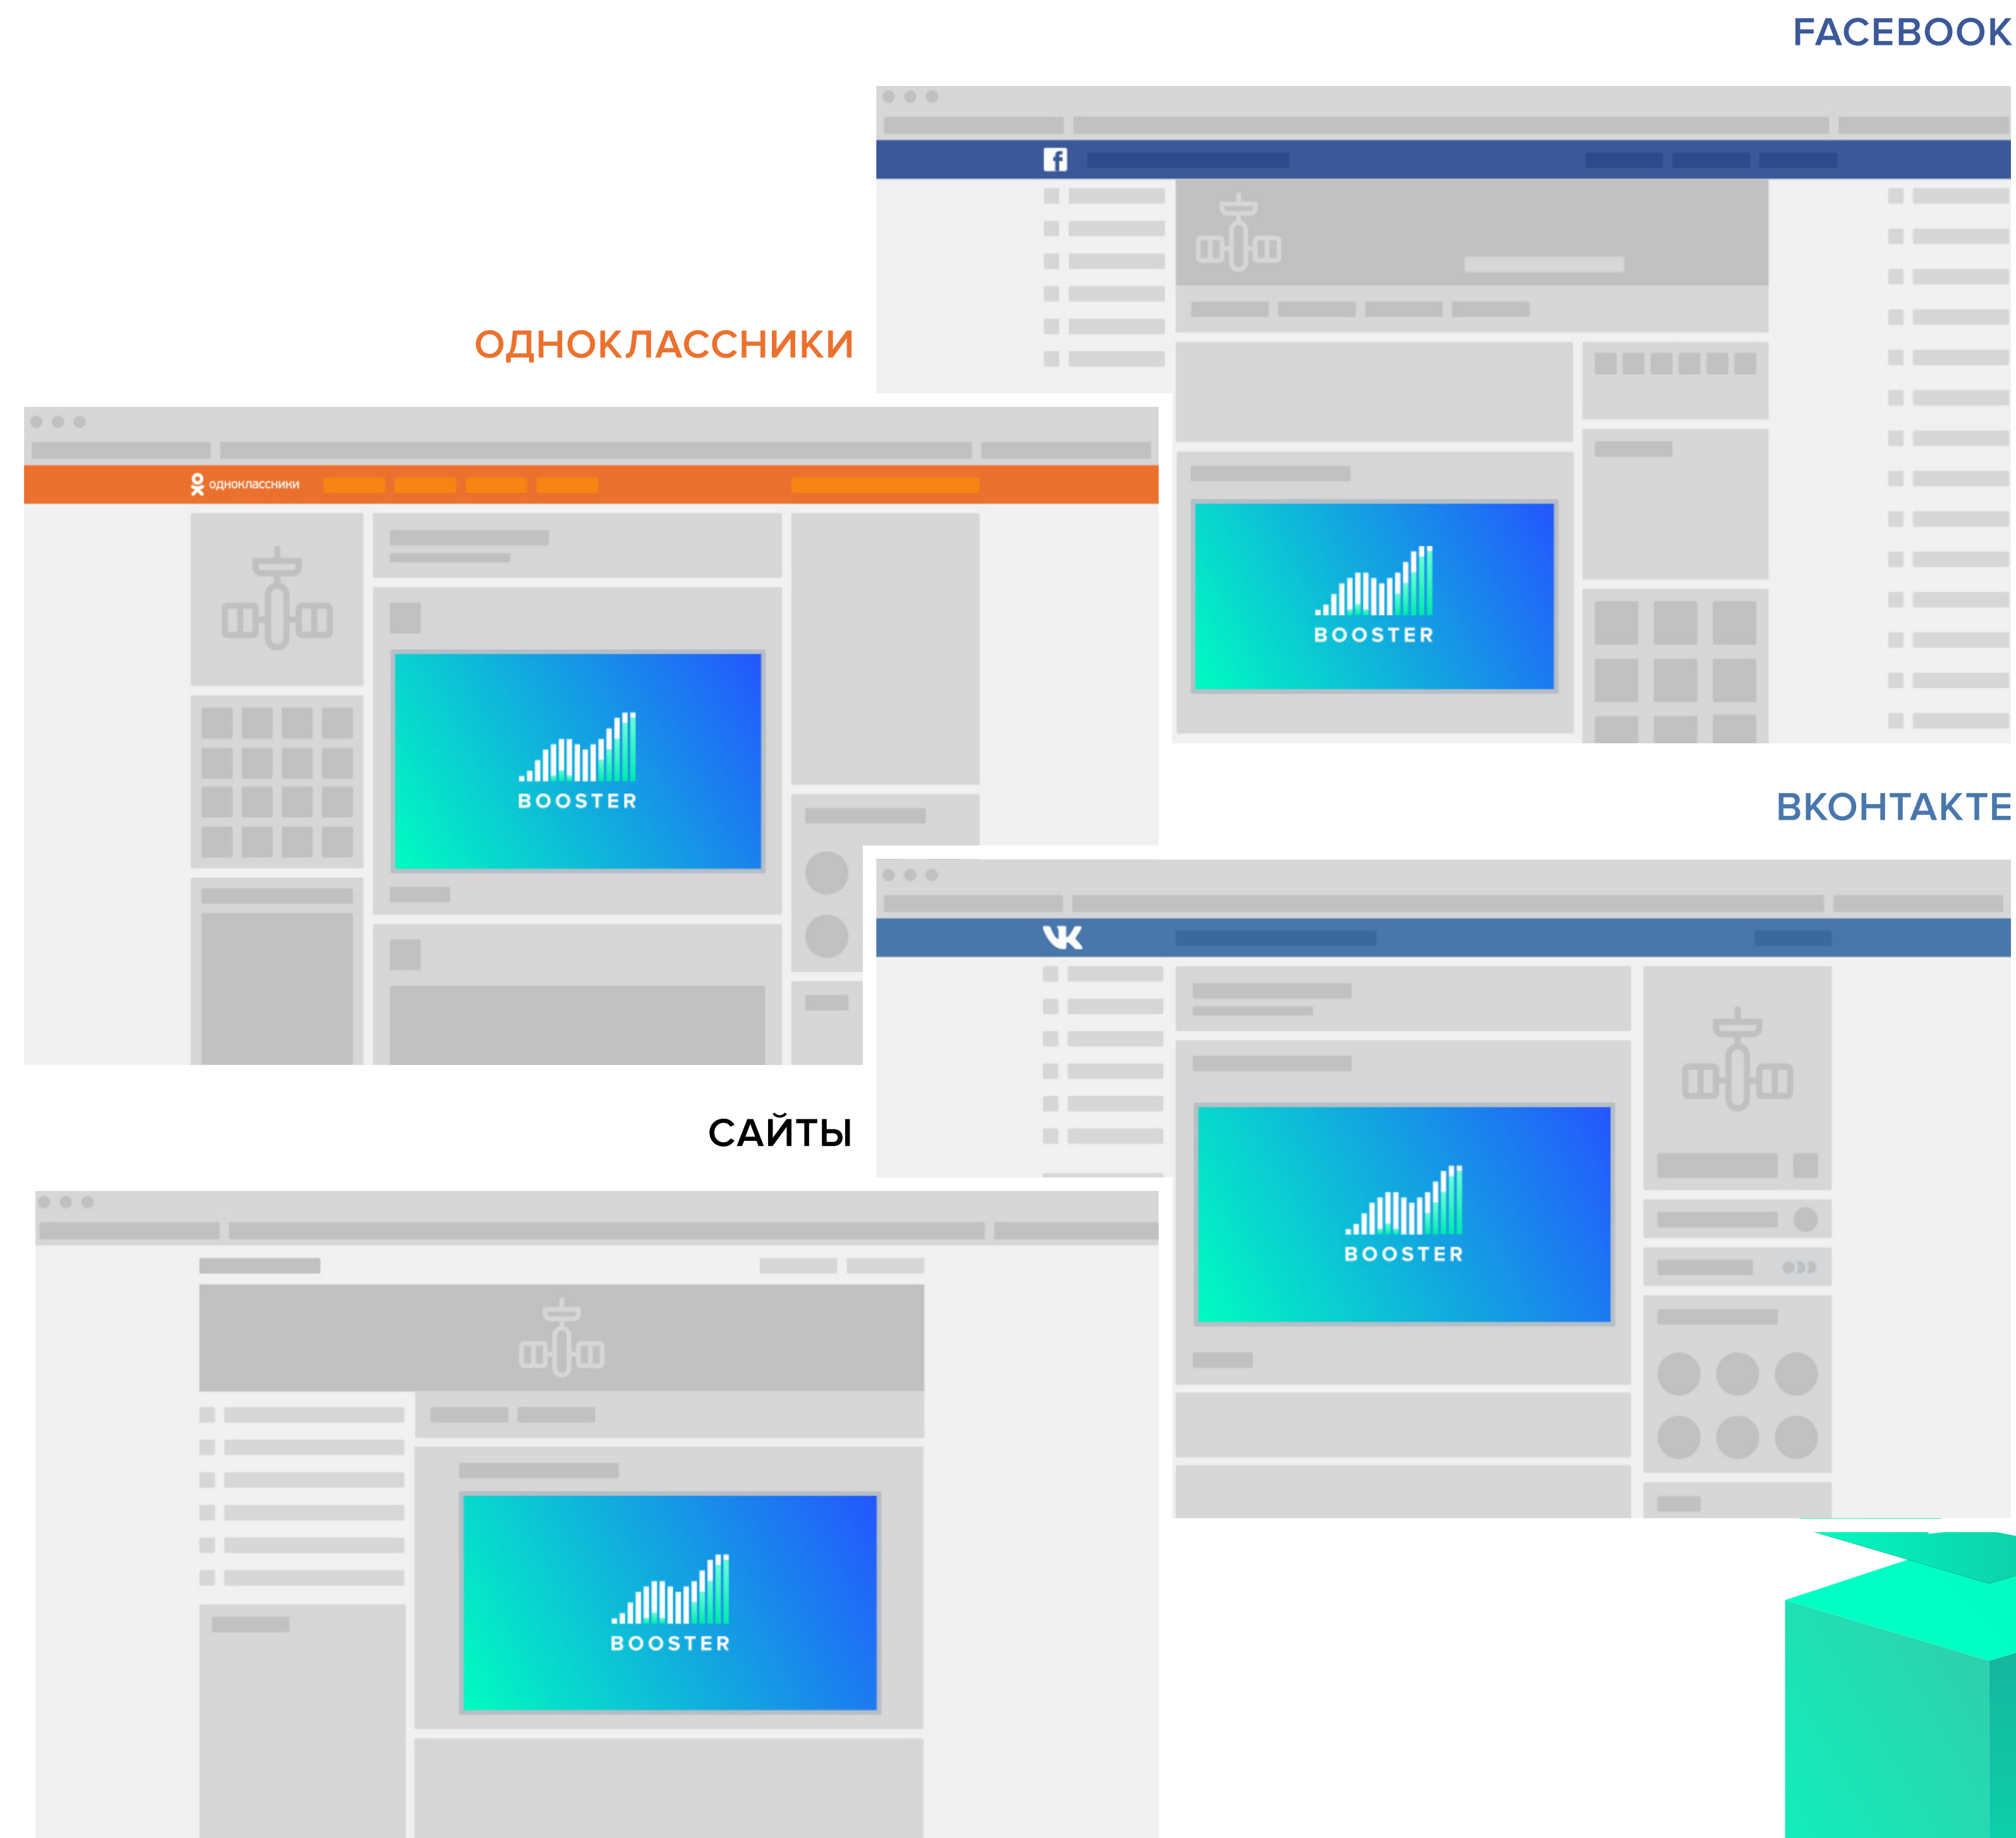 FACEBOOK
ОДНОКЛАССНИКИ
одноклассники
BOOSTER
BOOSTER
ВКОНТАКТЕ
BOOSTER
САЙТЫ
BOOSTER